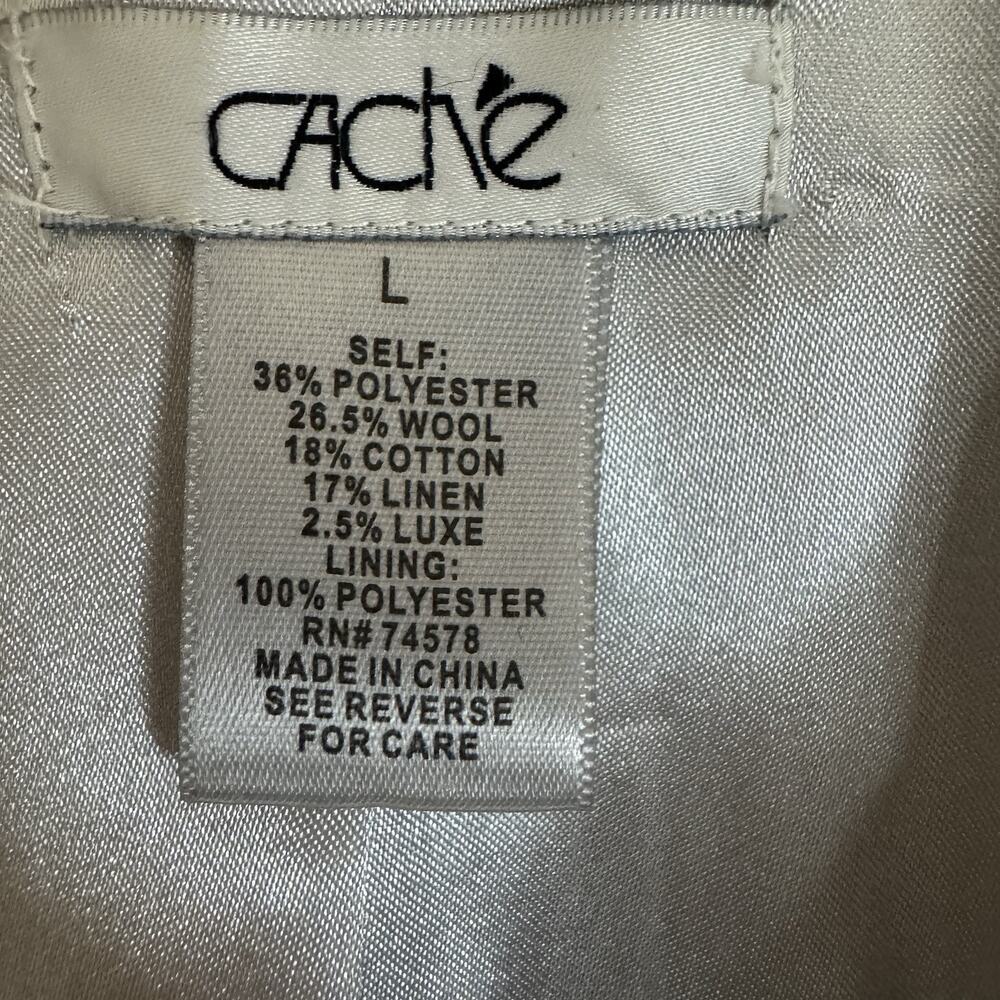 CAChé
L
SELF:
36% POLYESTER
26.5% WOOL
18% COTTON
17% LINEN
2.5% LUXE
LINING:
100% POLYESTER
RN# 74578
MADE IN CHINA
SEE REVERSE
FOR CARE